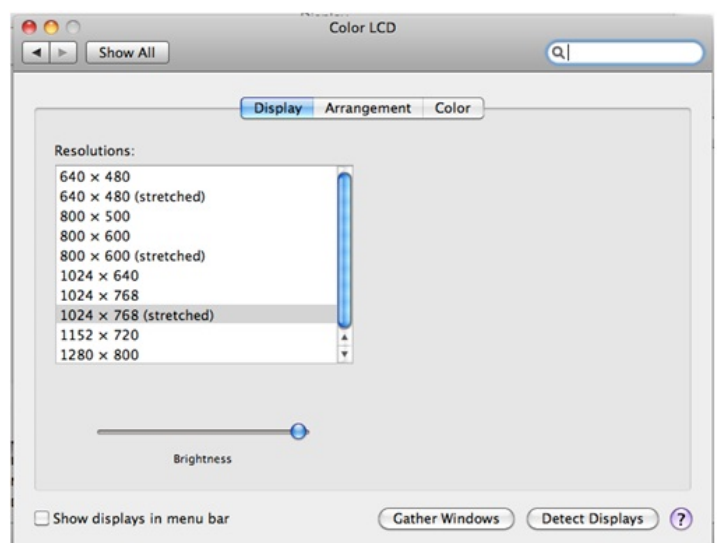 Color LCD
Show All
Display Arrangement Color
Resolutions:
640 × 480
640 × 480 (stretched)
800 × 500
800 × 600
800 × 600 (stretched)
1024 × 640
1024 × 768
1024 × 768 (stretched)
1152 × 720
1280 × 800
Brightness
Show displays in menu bar Gather Windows Detect Displays ?